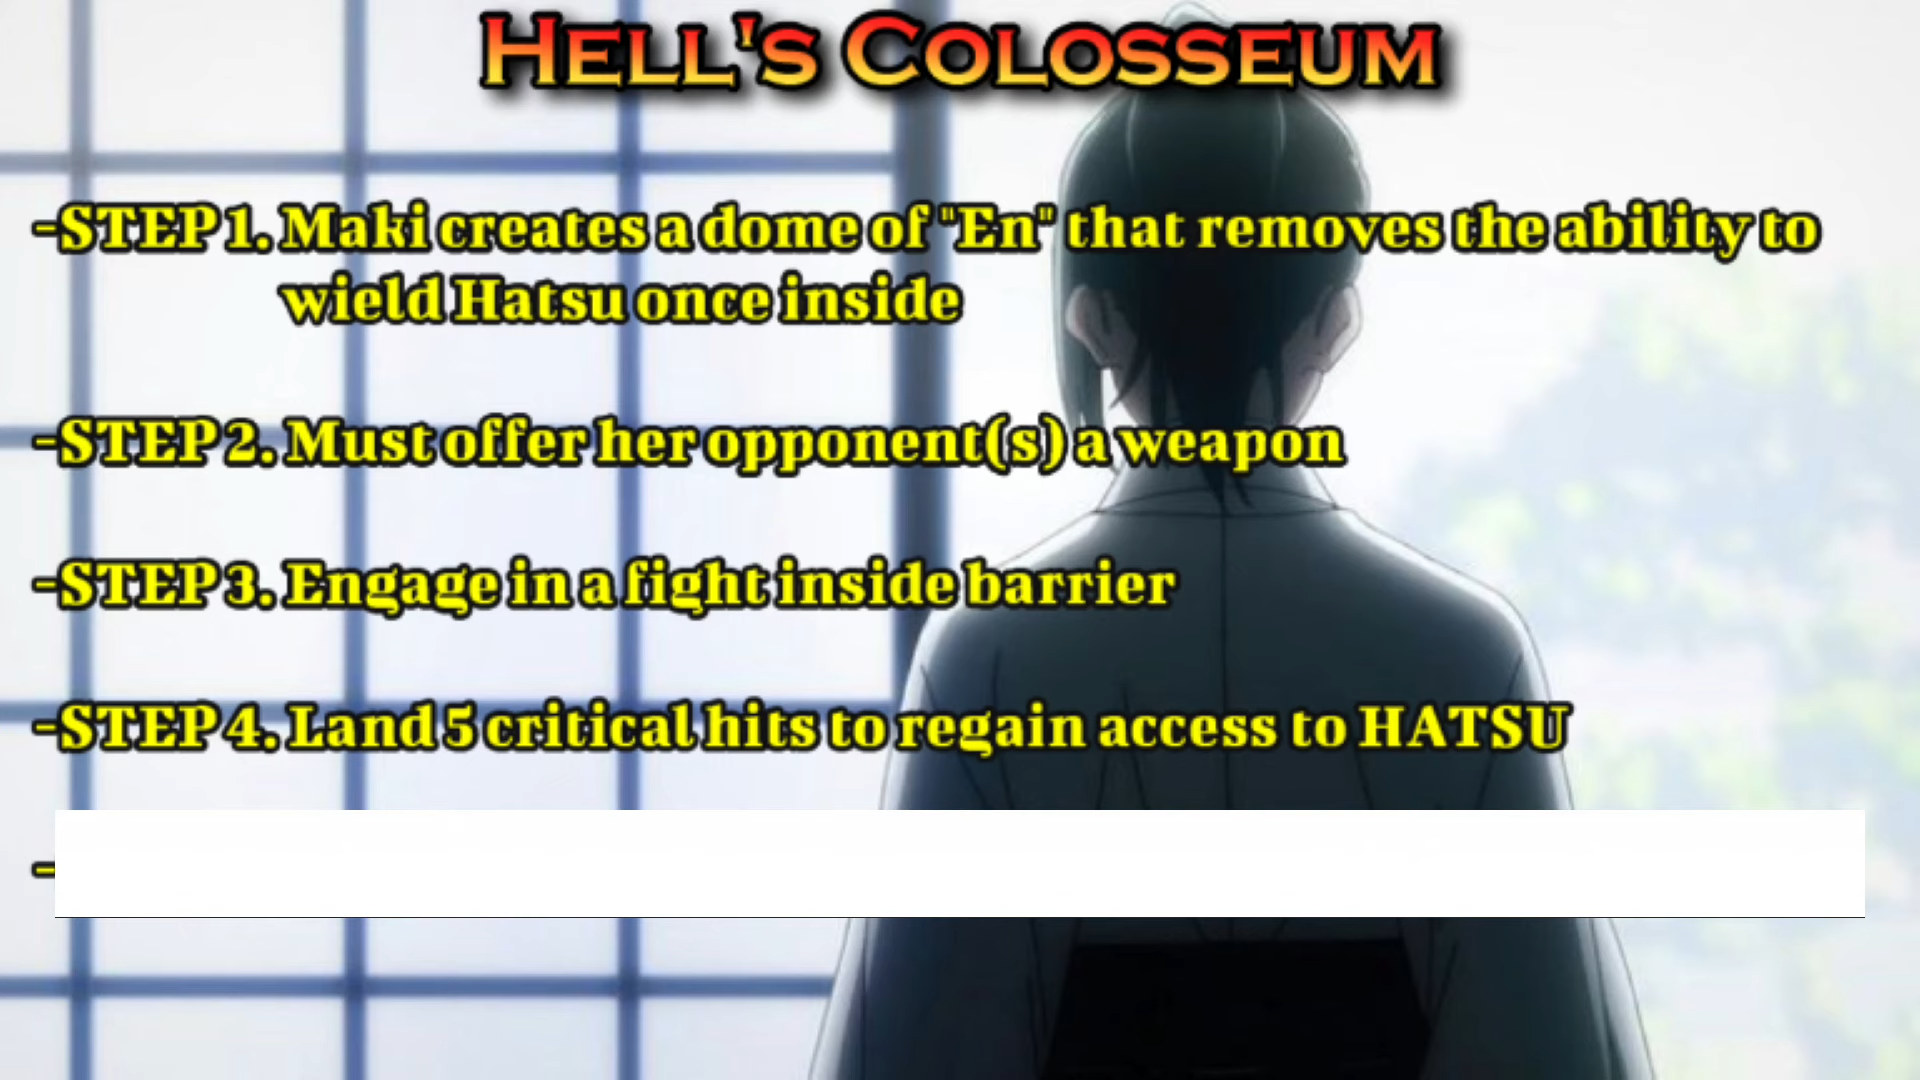 HELL'S COLOSSEUM
-STEP 1. Maki creates a dome of "En" that removes the ability to
wield Hatsu once inside
-STEP 2. Must offer her opponent(s) a weapon
-STEP 3. Engage in a fight inside barrier
-STEP 4. Land 5 critical hits to regain access to HATSU
-